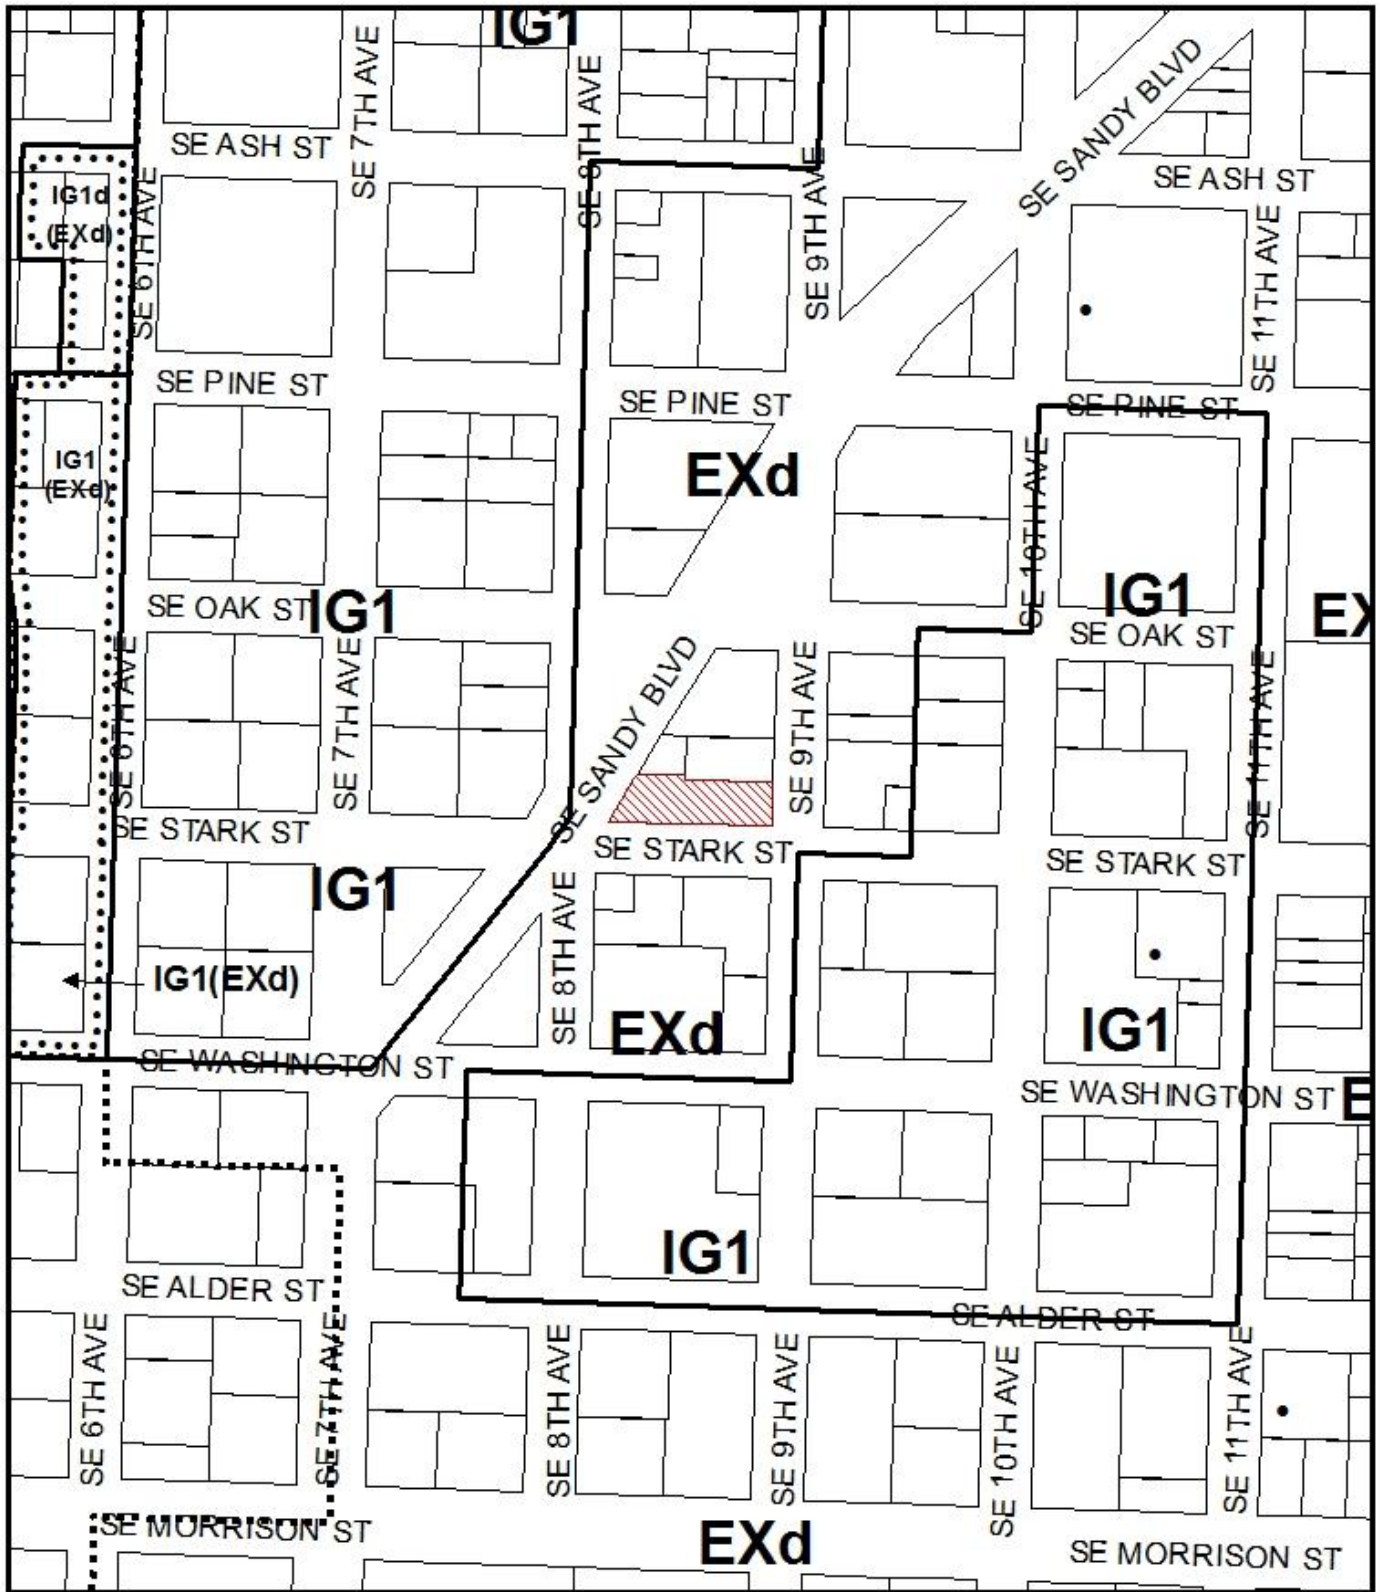 IG1
SE 7TH AVE
SE 8TH AVE
SE SANDY BLVD
SE ASH ST
SE 9TH AVE
SE ASH ST
IG1d
(EXd)
SE 6TH AVE
SE 11TH AVE
SE PINE ST
SE PINE ST
SE PINE ST
IG1
(EXd)
EXd
SE 10TH AVE
SE OAK ST
IG1
IG1
EX
SE OAK ST
SE 6TH AVE
SE 7TH AVE
SE SANDY BLVD
SE 9TH AVE
SE 11TH AVE
SE STARK ST
SE STARK ST
SE STARK ST
IG1
SE 8TH AVE
IG1(EXd)
EXd
IG1
SE WASHINGTON ST
SE WASHINGTON ST
E
IG1
SE ALDER ST
SE ALDER ST
SE 6TH AVE
SE 7TH AVE
SE 8TH AVE
SE 9TH AVE
SE 10TH AVE
SE 11TH AVE
SE MORRISON ST
EXd
SE MORRISON ST